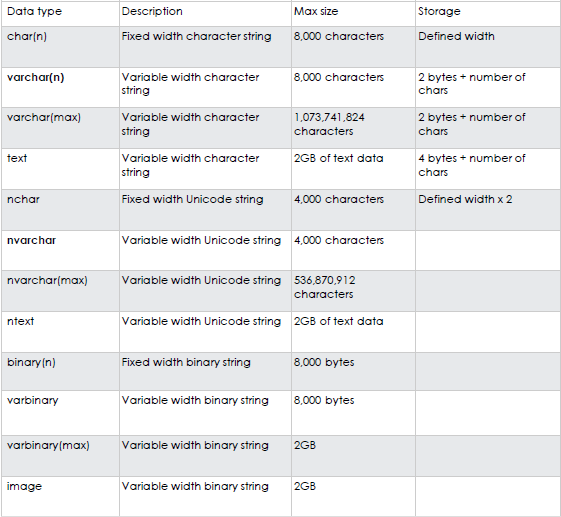 Data type Description Max size Storage
char(n) Fixed width character string 8,000 characters Defined width
varchar(n) Variable width character 8,000 characters 2 bytes + number of
string chars
varchar(max) Variable width character 1,073,741,824 2 bytes + number of
string characters chars
text Variable width character 2GB of text data 4 bytes + number of
string chars
nchar Fixed width Unicode string 4,000 characters Defined width x 2
nvarchar Variable width Unicode string 4,000 characters
nvarchar(max) Variable width Unicode string 536,870,912
characters
ntext Variable width Unicode string 2GB of text data
binary(n) Fixed width binary string 8,000 bytes
varbinary Variable width binary string 8,000 bytes
varbinary(max) Variable width binary string 2GB
image Variable width binary string 2GB